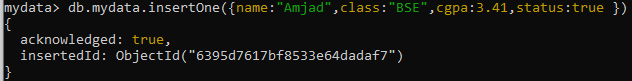 mydata> db.mydata.insertOne({name:"Amjad",class:"BSE",cgpa:3.41,status:true })
{
  acknowledged: true,
  insertedId: ObjectId("6395d7617bf8533e64dadaf7")
}